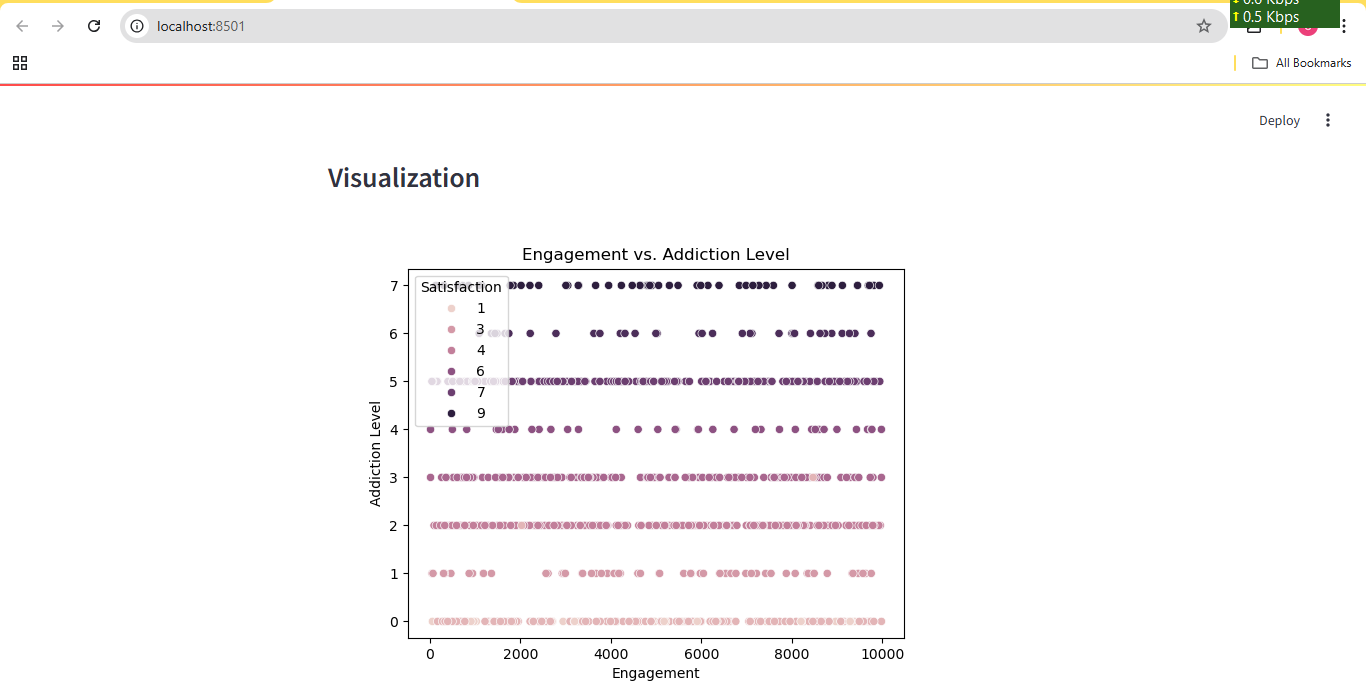 0.0 Kbps
0.5 Kbps
localhost:8501
All Bookmarks
Deploy
Visualization
Engagement vs. Addiction Level
Satisfaction
1
3
4
6
7
9
Addiction Level
7
6
5
4
3
2
1
0
0 2000 4000 6000 8000 10000
Engagement